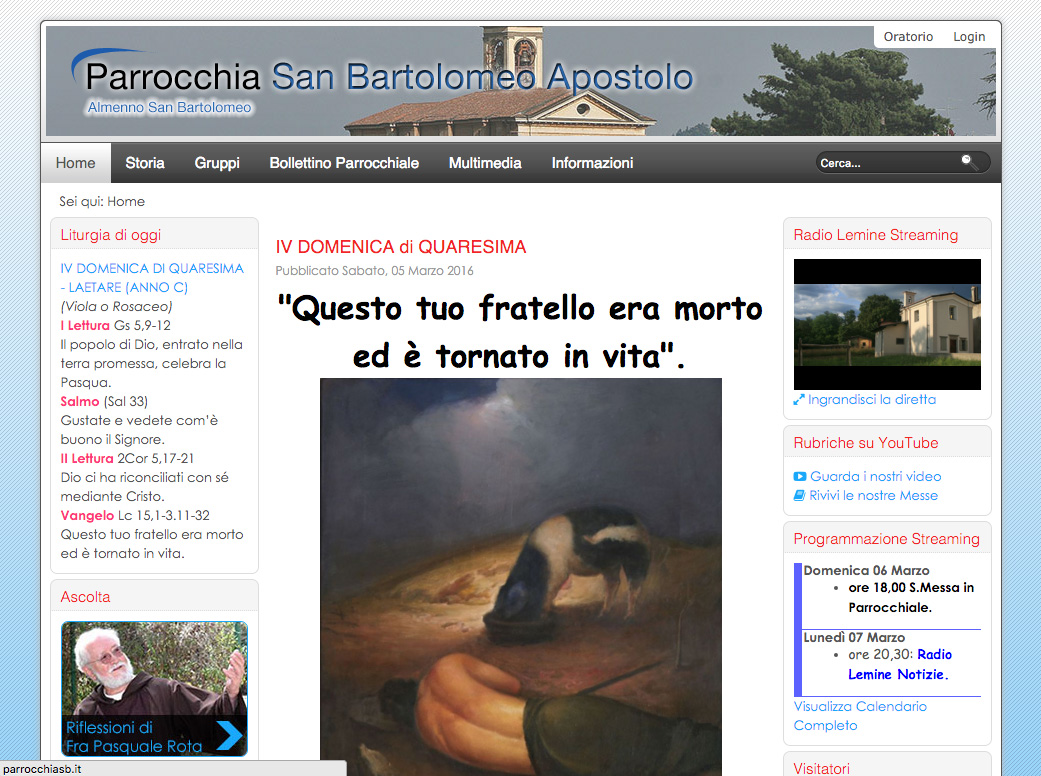 Oratorio Login
Parrocchia San Bartolomeo Apostolo
Almenno San Bartolomeo
Home Storia Gruppi Bollettino Parrocchiale Multimedia Informazioni Cerca...
Sei qui: Home
Liturgia di oggi
IV DOMENICA DI QUARESIMA
- LAETARE (ANNO C)
(Viola o Rosaceo)
I Lettura Gs 5,9-12
Il popolo di Dio, entrato nella
terra promessa, celebra la
Pasqua.
Salmo (Sal 33)
Gustate e vedete com'è
buono il Signore.
II Lettura 2Cor 5,17-21
Dio ci ha riconciliati con sé
mediante Cristo.
Vangelo Lc 15,1-3.11-32
Questo tuo fratello era morto
ed è tornato in vita.
Ascolta
Riflessioni di
Fra Pasquale Rota
IV DOMENICA di QUARESIMA
Pubblicato Sabato, 05 Marzo 2016
"Questo tuo fratello era morto
ed è tornato in vita".
Radio Lemine Streaming
Ingrandisci la diretta
Rubriche su YouTube
Guarda i nostri video
Rivivi le nostre Messe
Programmazione Streaming
Domenica 06 Marzo
• ore 18,00 S.Messa in
Parrocchiale.
Lunedì 07 Marzo
• ore 20,30: Radio
Lemine Notizie.
Visualizza Calendario
Completo
Visitatori
parrocchiasb.it